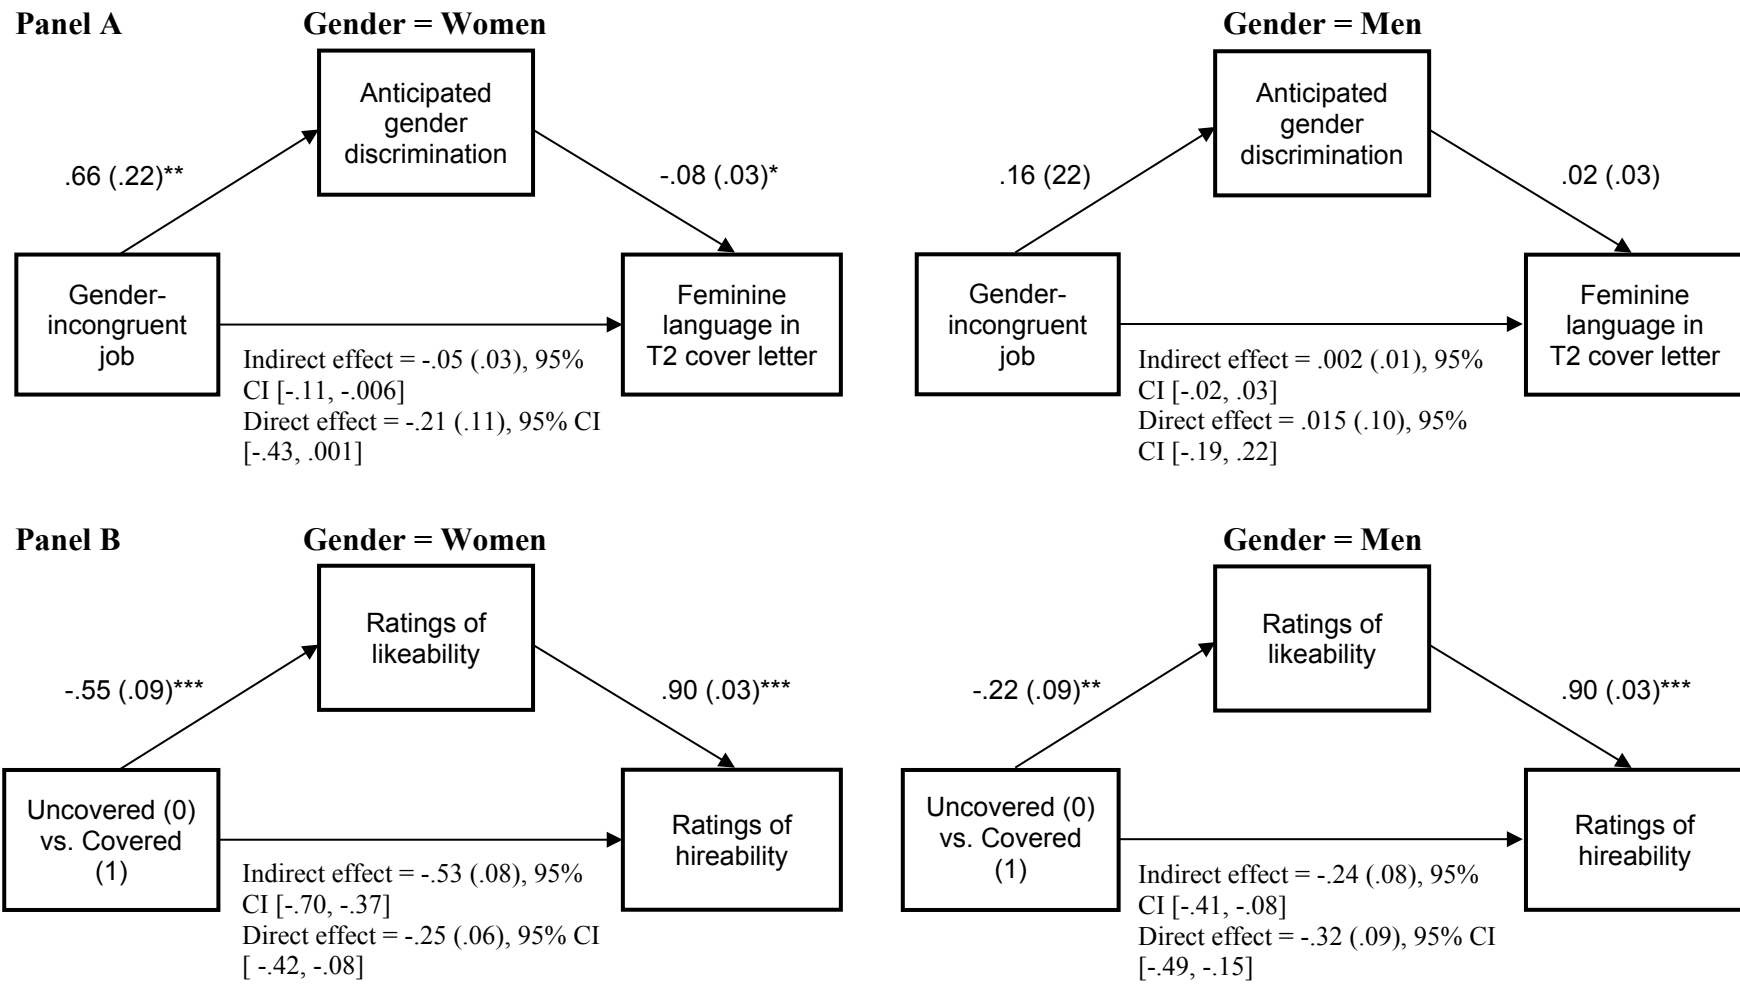 Panel A
Gender = Women
Anticipated
gender
discrimination
.66 (.22)**
-.08 (.03)*
Gender-
incongruent
job
Feminine
language in
T2 cover letter
Indirect effect = -.05 (.03), 95%
CI [-.11, -.006]
Direct effect = -.21 (.11), 95% CI
[-.43, .001]
Gender = Men
Anticipated
gender
discrimination
.16 (22)
.02 (.03)
Gender-
incongruent
job
Feminine
language in
T2 cover letter
Indirect effect = .002 (.01), 95%
CI [-.02, .03]
Direct effect = .015 (.10), 95%
CI [-.19, .22]
Panel B
Gender = Women
Ratings of
likeability
-.55 (.09)***
.90 (.03)***
Uncovered (0)
vs. Covered
(1)
Ratings of
hireability
Indirect effect = -.53 (.08), 95%
CI [-.70, -.37]
Direct effect = -.25 (.06), 95% CI
[ -.42, -.08]
Gender = Men
Ratings of
likeability
-.22 (.09)**
.90 (.03)***
Uncovered (0)
vs. Covered
(1)
Ratings of
hireability
Indirect effect = -.24 (.08), 95%
CI [-.41, -.08]
Direct effect = -.32 (.09), 95% CI
[-.49, -.15]